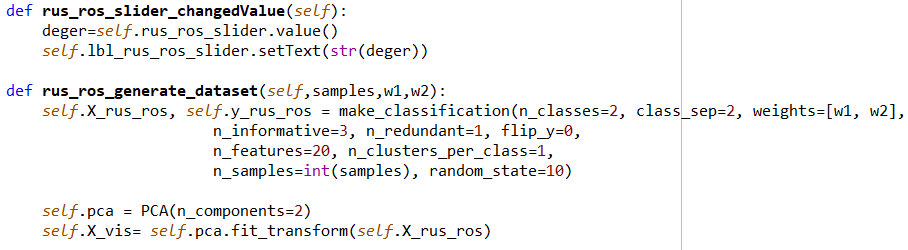 def rus_ros_slider_changedValue(self):
    deger=self.rus_ros_slider.value()
    self.lbl_rus_ros_slider.setText(str(deger))

def rus_ros_generate_dataset(self,samples,w1,w2):
    self.X_rus_ros, self.y_rus_ros = make_classification(n_classes=2, class_sep=2, weights=[w1, w2],
                    n_informative=3, n_redundant=1, flip_y=0,
                    n_features=20, n_clusters_per_class=1,
                    n_samples=int(samples), random_state=10)

    self.pca = PCA(n_components=2)
    self.X_vis= self.pca.fit_transform(self.X_rus_ros)